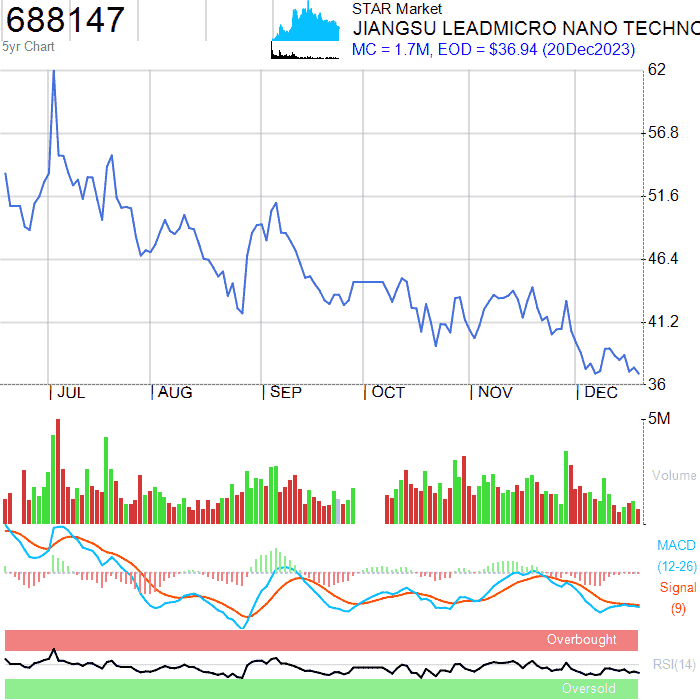 688147
5yr Chart
STAR Market
JIANGSU LEADMICRO NANO TECHNO
MC = 1.7M, EOD = $36.94 (20Dec2023)
62
56.8
51.6
46.4
41.2
36
JUL AUG SEP OCT NOV DEC
5M
Volume
MACD
(12-26)
Signal
(9)
Overbought
RSI(14)
Oversold